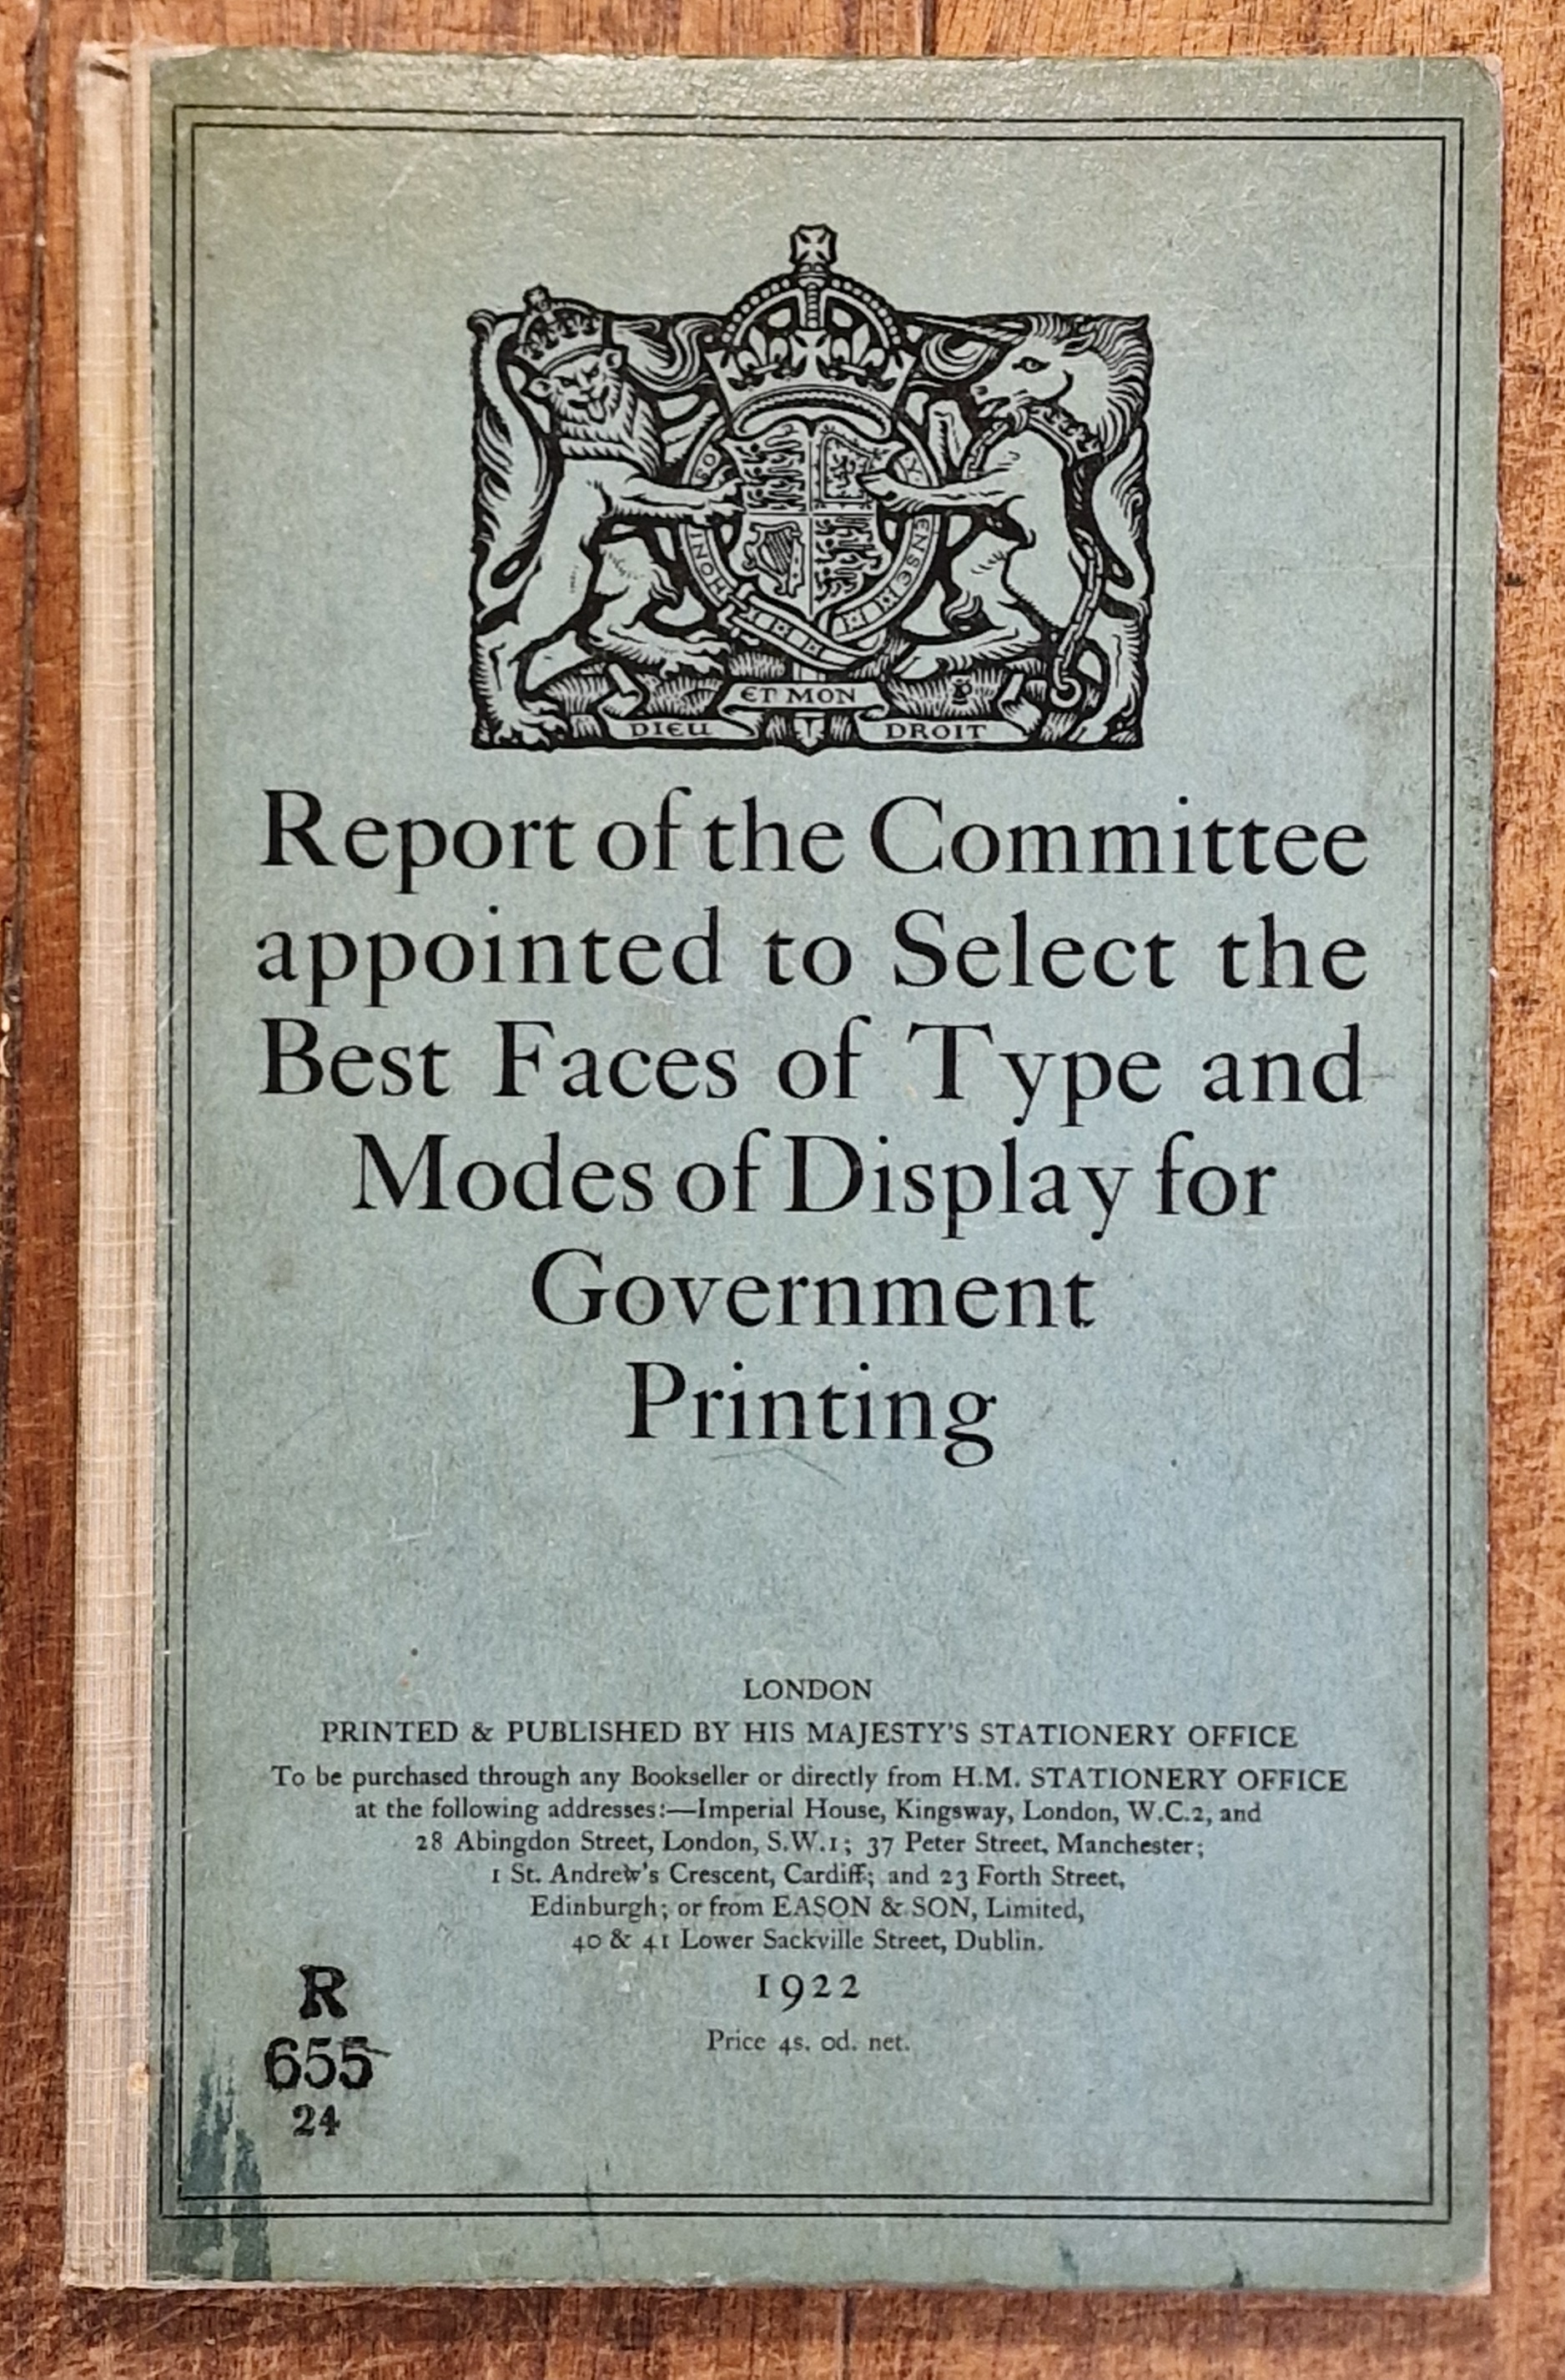 HONI SOIT
Y PENSE
ET MON
DIEU DROIT
Report of the Committee
appointed to Select the
Best Faces of Type and
Modes of Display for
Government
Printing
LONDON
PRINTED & PUBLISHED BY HIS MAJESTY'S STATIONERY OFFICE
To be purchased through any Bookseller or directly from H.M. STATIONERY OFFICE
at the following addresses:—Imperial House, Kingsway, London, W.C.2, and
28 Abingdon Street, London, S.W.1; 37 Peter Street, Manchester;
1 St. Andrew's Crescent, Cardiff; and 23 Forth Street,
Edinburgh; or from EASON & SON, Limited,
40 & 41 Lower Sackville Street, Dublin.
1922
Price 4s. 0d. net.
R
655
24